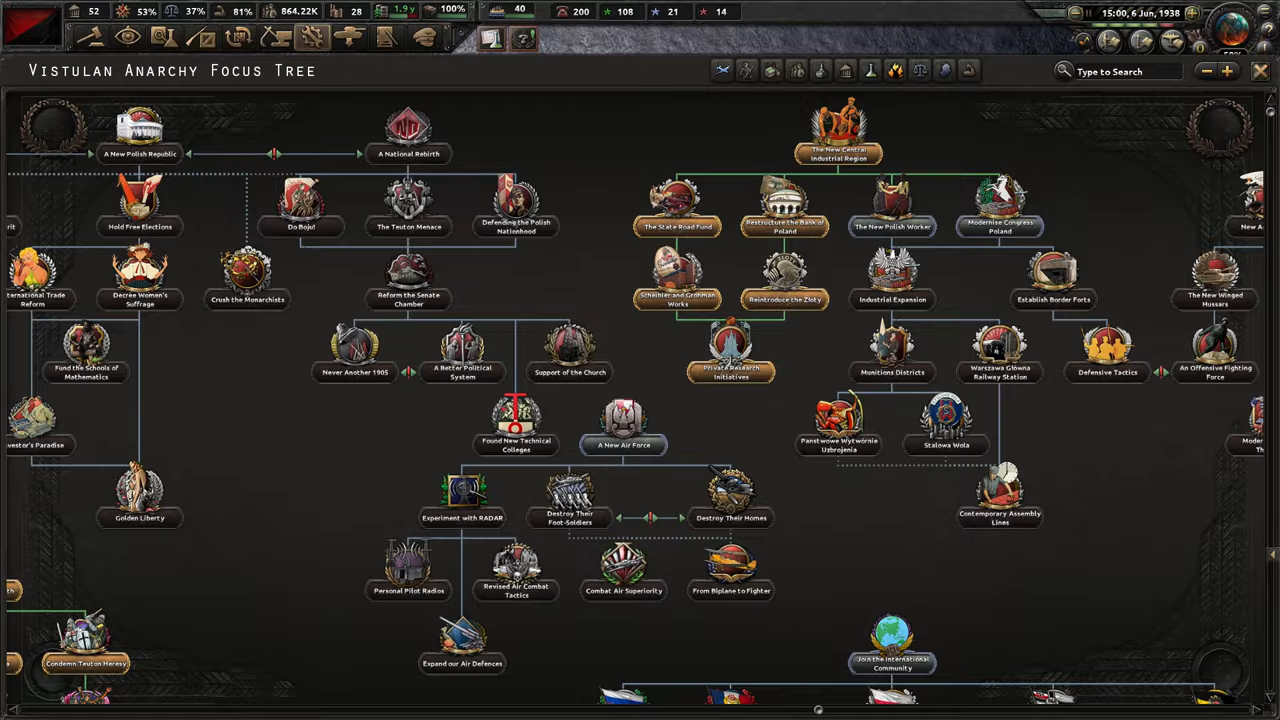 52 53% 37% 81% 864.22K 28 1.9y 100% 40 200 108 21 14 15:00, 6 Jun, 1938
Vistulan Anarchy Focus Tree
Type to Search
A New Polish Republic
A National Rebirth
The New Central
Industrial Region
Hold Free Elections
Do Boju!
The Teuton Menace
Defending the Polish
Nationhood
The State Road Fund
Restructure the Bank of
Poland
The New Polish Worker
Modernise Congress
Poland
International Trade
Reform
Decree Women's
Suffrage
Crush the Monarchists
Reform the Senate
Chamber
Scheibler and Grohman
Works
Reintroduce the Zloty
Industrial Expansion
Establish Border Forts
The New Winged
Hussars
Fund the Schools of
Mathematics
Never Another 1905
A Better Political
System
Support of the Church
Private Research
Initiatives
Munitions Districts
Warszawa Główna
Railway Station
Defensive Tactics
An Offensive Fighting
Force
vestor's Paradise
Found New Technical
Colleges
A New Air Force
Panstwowe Wytwórnie
Uzbrojenia
Stalowa Wola
Golden Liberty
Experiment with RADAR
Destroy Their
Foot-Soldiers
Destroy Their Homes
Contemporary Assembly
Lines
Personal Pilot Radios
Revised Air Combat
Tactics
Combat Air Superiority
From Biplane to Fighter
Condemn Teuton Heresy
Expand our Air Defences
Join the International
Community